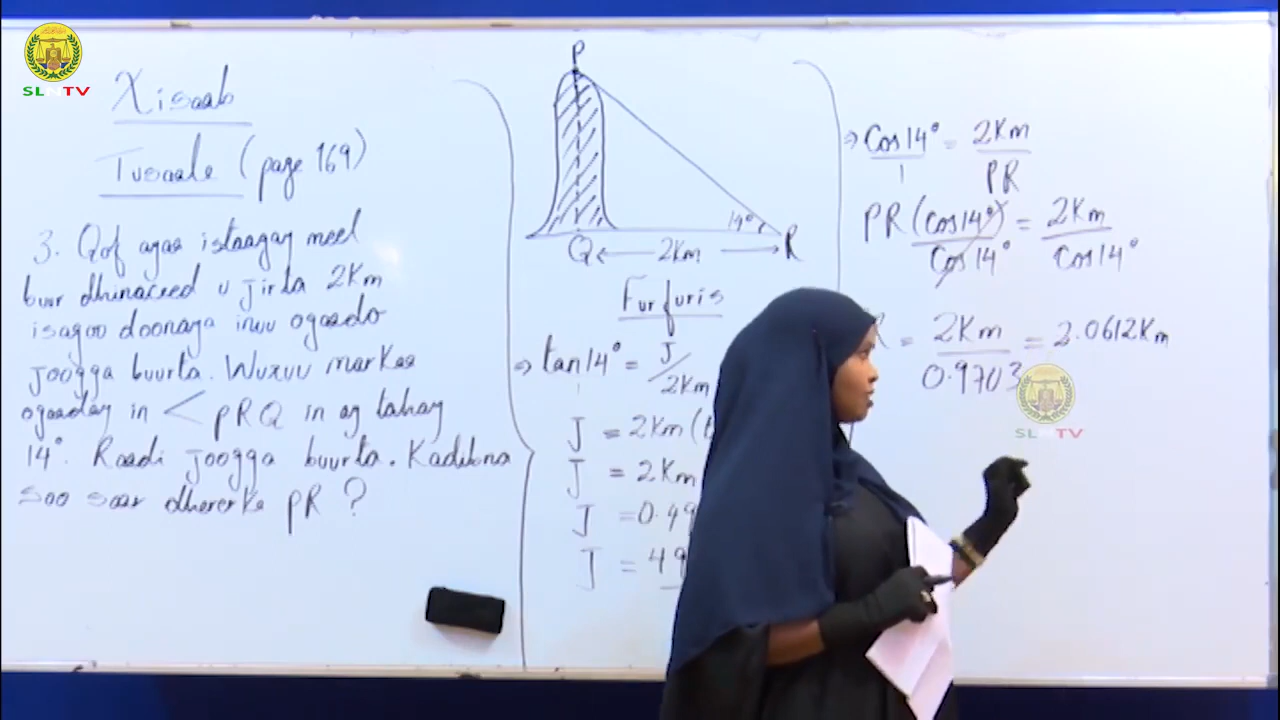 SLNTV
Xisaab
Tusaale (page 169)
3. Qof ayaa istaagay meel
buur dhinaceed u jirta 2Km
isagoo doonaya inuu ogaado
joogga buurta. Wuxuu markaa
ogaaday in < PRQ in ay tahay
14°. Raadi joogga buurta. Kadibna
soo saar dhererka PR ?
P
14°
Q 2Km R
Furfuris
⇒ tan14° = J/2Km
J = 2Km (
J = 2Km
J = 0.49
J = 49
⇒ Cos14° = 2Km
1 PR
PR (Cos14°) = 2Km
Cos14° Cos14°
= 2Km = 2.0612Km
0.9703
SLNTV